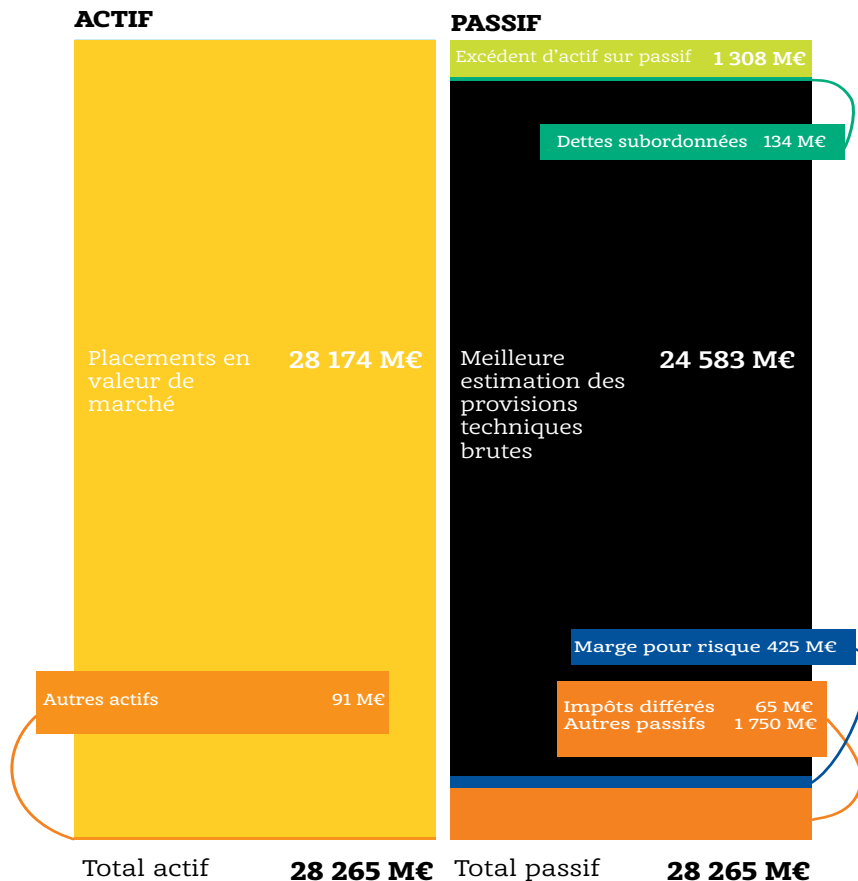 ACTIF
Placements en 28 174 M€
valeur de
marché
Autres actifs 91 M€
Total actif 28 265 M€
PASSIF
Excédent d'actif sur passif 1 308 M€
Dettes subordonnées 134 M€
Meilleure 24 583 M€
estimation des
provisions
techniques
brutes
Marge pour risque 425 M€
Impôts différés 65 M€
Autres passifs 1 750 M€
Total passif 28 265 M€